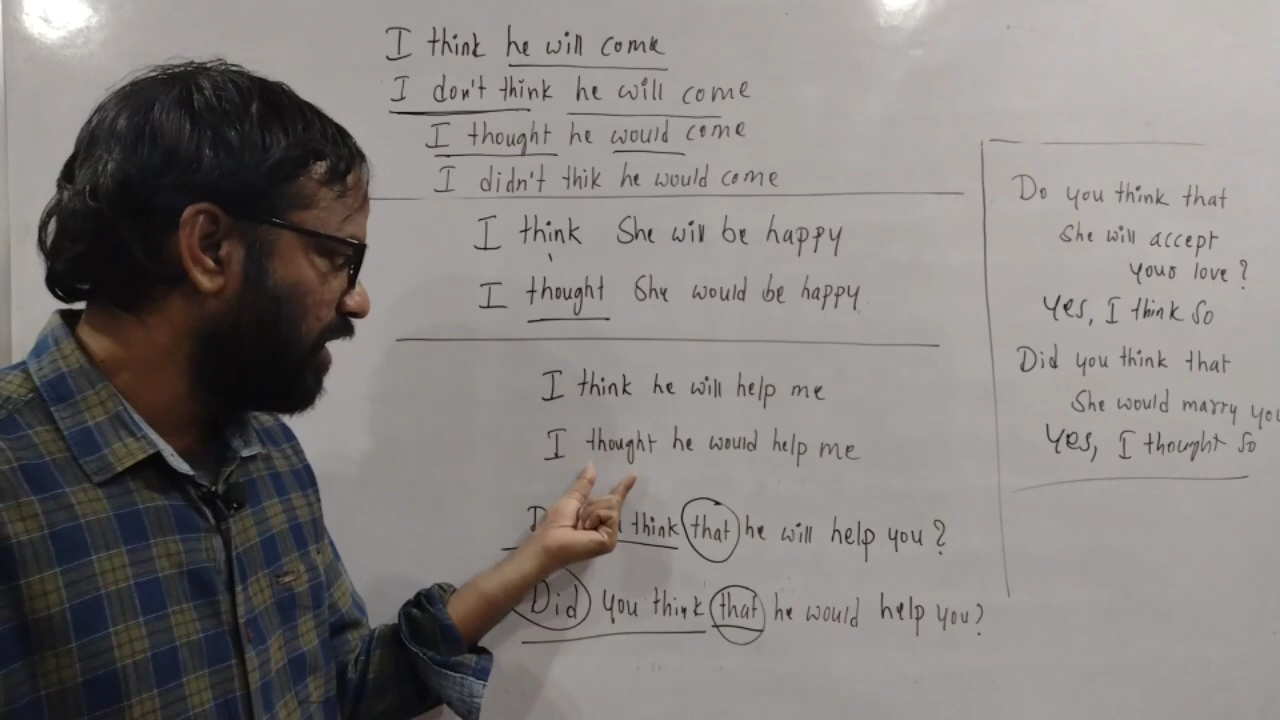 I think he will come
I don't think he will come
I thought he would come
I didn't thik he would come
I think She will be happy
I thought She would be happy
I think he will help me
I thought he would help me
think that he will help you?
Did you think that he would help you?
Do you think that
She will accept
your love?
Yes, I think So
Did you think that
She would marry you
Yes, I thought So